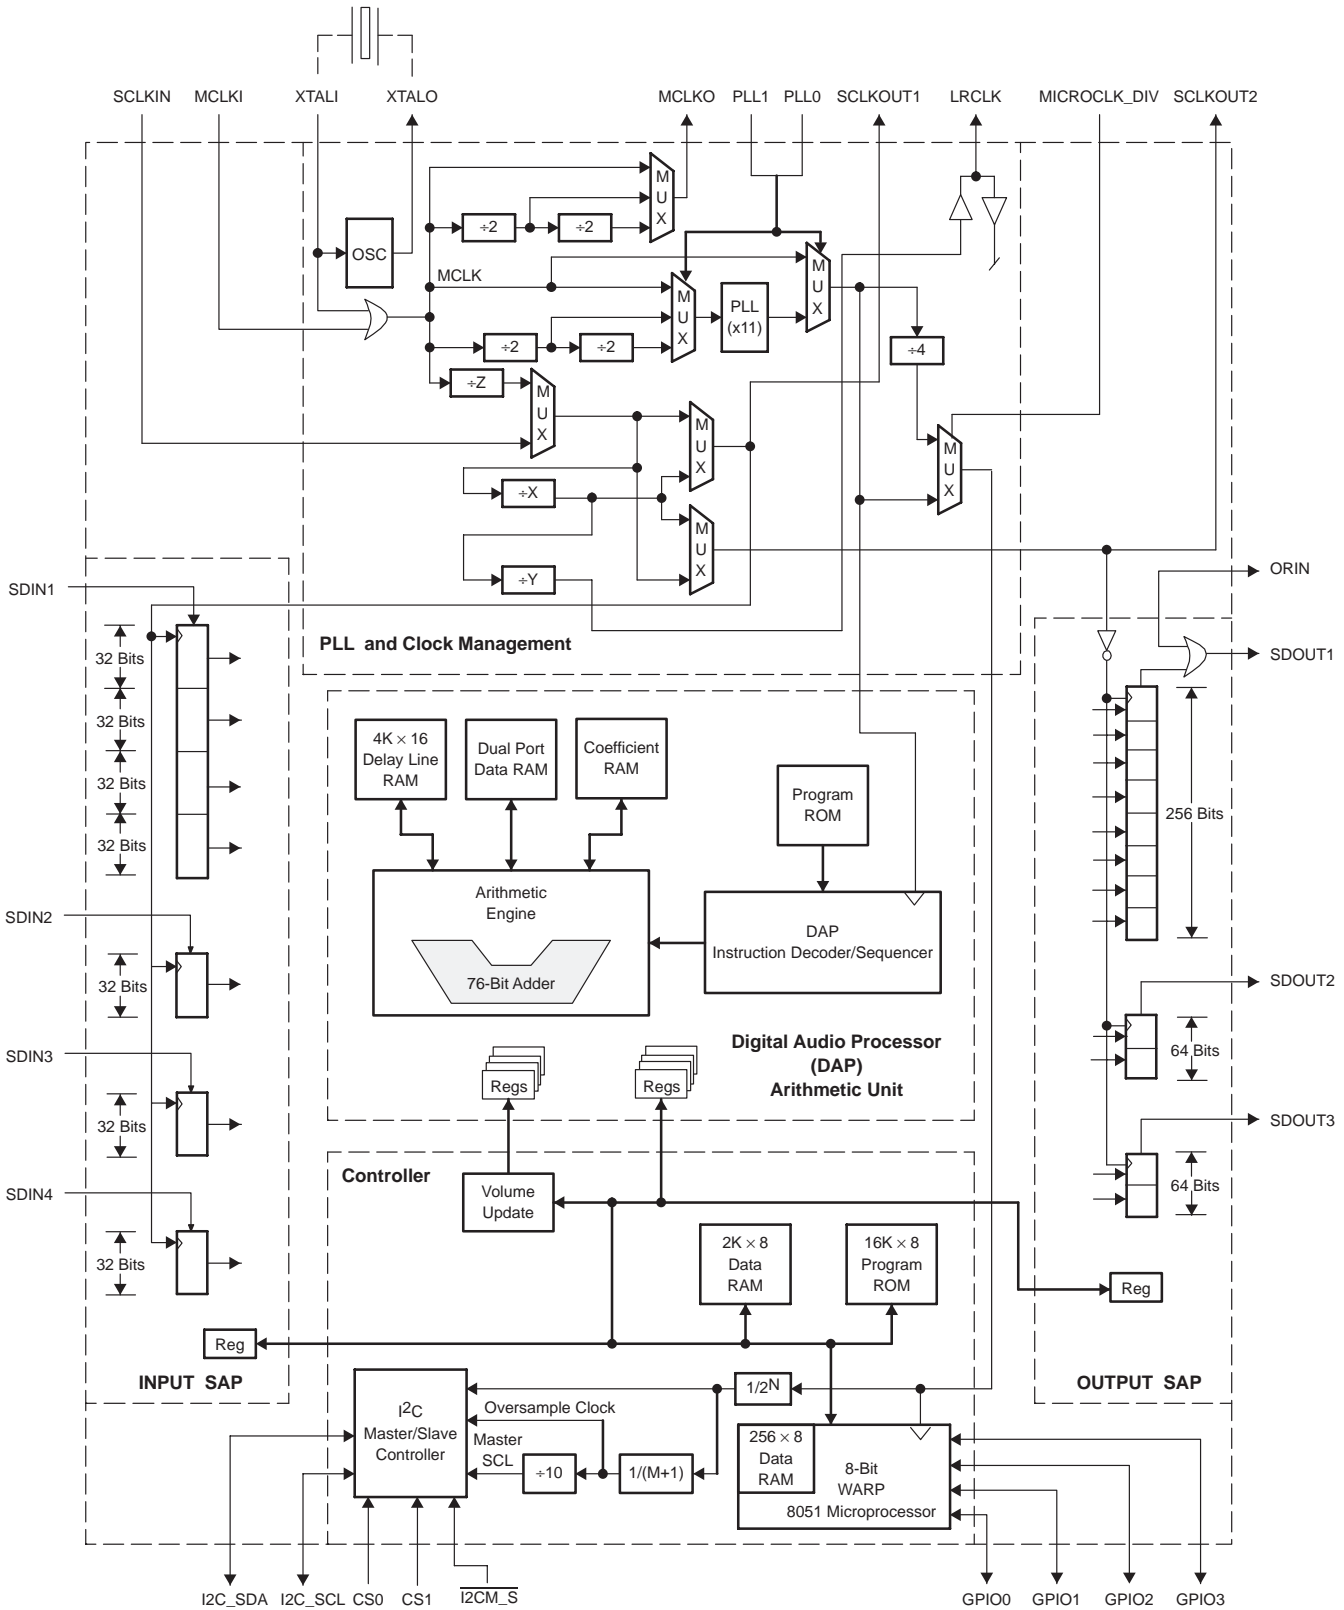 SCLKIN MCLKI XTALI XTALO MCLKO PLL1 PLL0 SCLKOUT1 LRCLK MICROCLK_DIV SCLKOUT2
M
U
X
÷2 ÷2
OSC
MCLK
M
U
X
PLL
(x11)
M
U
X
÷2 ÷2
÷4
÷Z
M
U
X
M
U
X
M
U
X
÷X
M
U
X
÷Y
PLL and Clock Management
ORIN
SDOUT1
SDIN1
32 Bits
32 Bits
32 Bits
32 Bits
SDIN2
32 Bits
SDIN3
32 Bits
SDIN4
32 Bits
Reg
INPUT SAP
4K × 16
Delay Line
RAM
Dual Port
Data RAM
Coefficient
RAM
Program
ROM
Arithmetic
Engine
76-Bit Adder
DAP
Instruction Decoder/Sequencer
Digital Audio Processor
(DAP)
Arithmetic Unit
Regs
Regs
256 Bits
SDOUT2
64 Bits
SDOUT3
64 Bits
Reg
OUTPUT SAP
Controller
Volume
Update
2K × 8
Data
RAM
16K × 8
Program
ROM
I2C
Master/Slave
Controller
1/2N
Oversample Clock
Master
SCL
÷10
1/(M+1)
256 × 8
Data
RAM
8-Bit
WARP
8051 Microprocessor
I2C_SDA I2C_SCL CS0 CS1 I2CM_S GPIO0 GPIO1 GPIO2 GPIO3